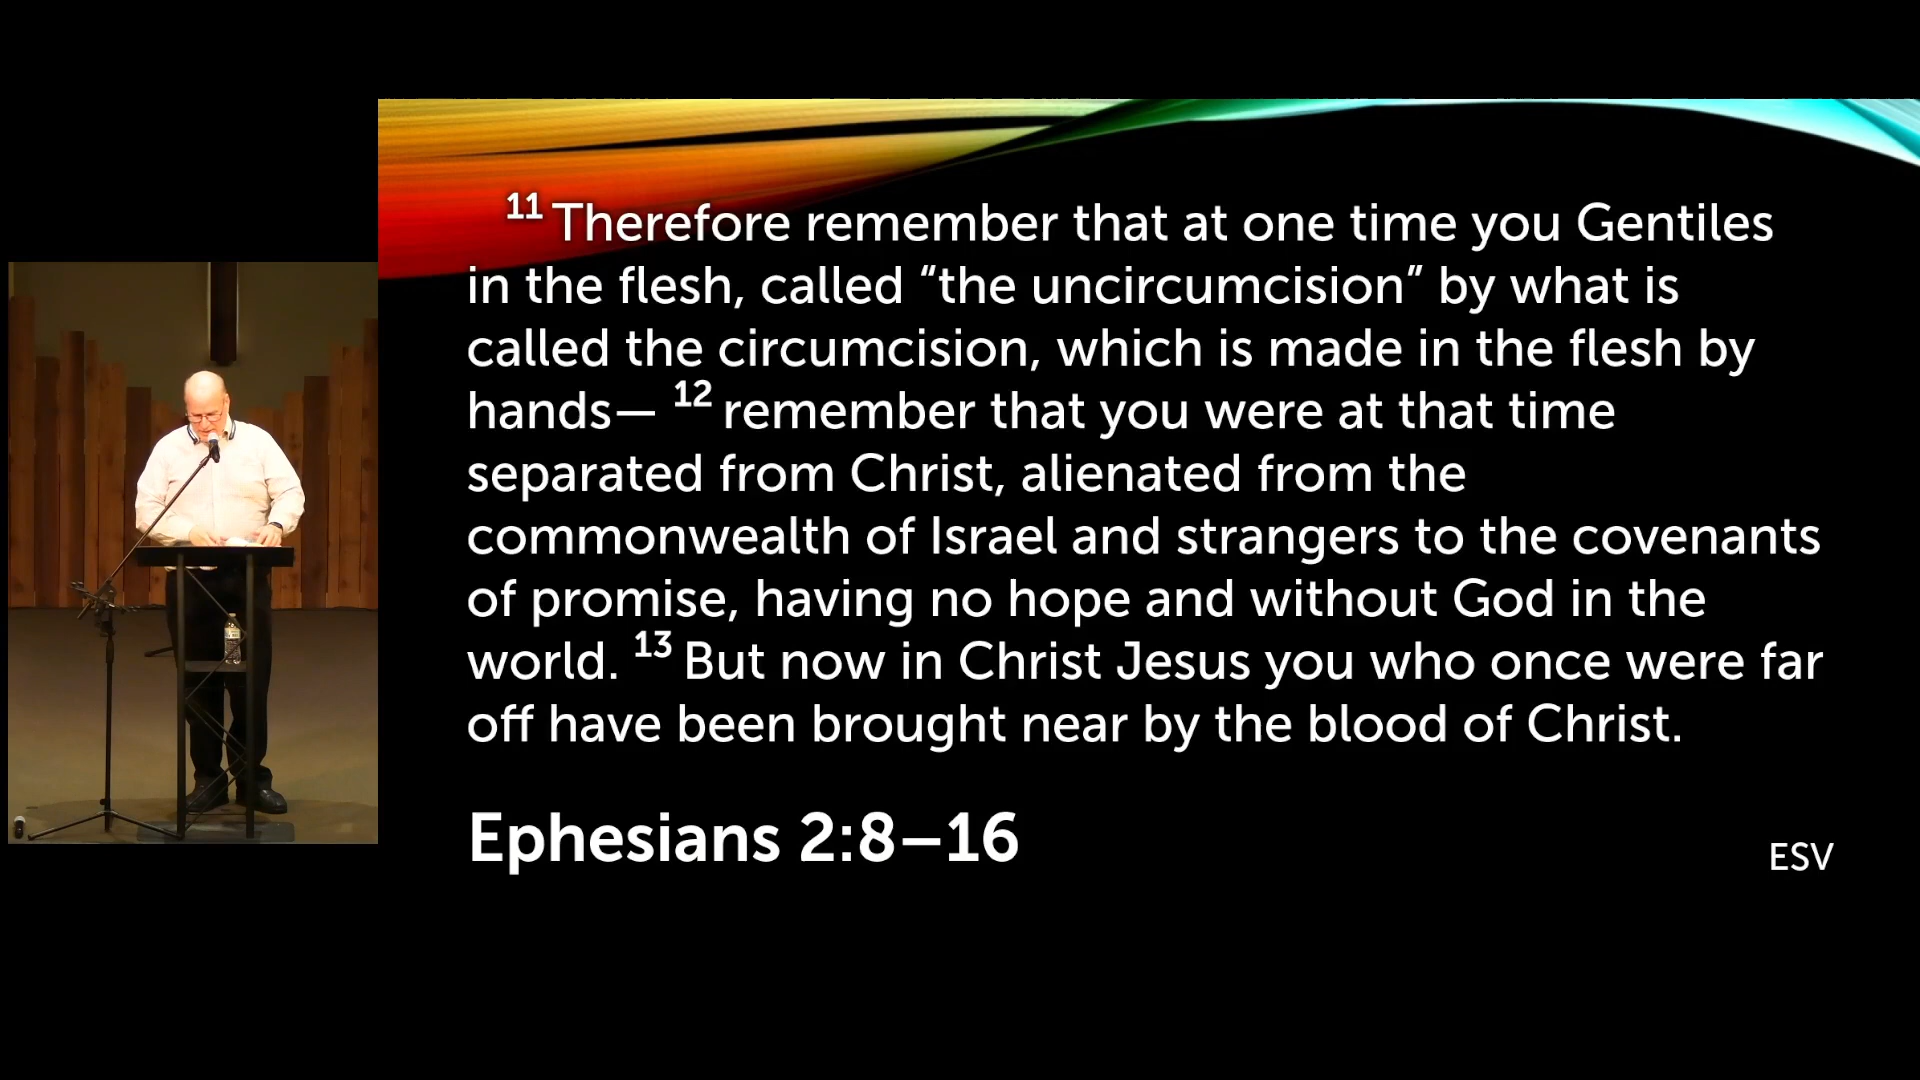 11 Therefore remember that at one time you Gentiles
in the flesh, called “the uncircumcision” by what is
called the circumcision, which is made in the flesh by
hands— 12 remember that you were at that time
separated from Christ, alienated from the
commonwealth of Israel and strangers to the covenants
of promise, having no hope and without God in the
world. 13 But now in Christ Jesus you who once were far
off have been brought near by the blood of Christ.
Ephesians 2:8–16
ESV